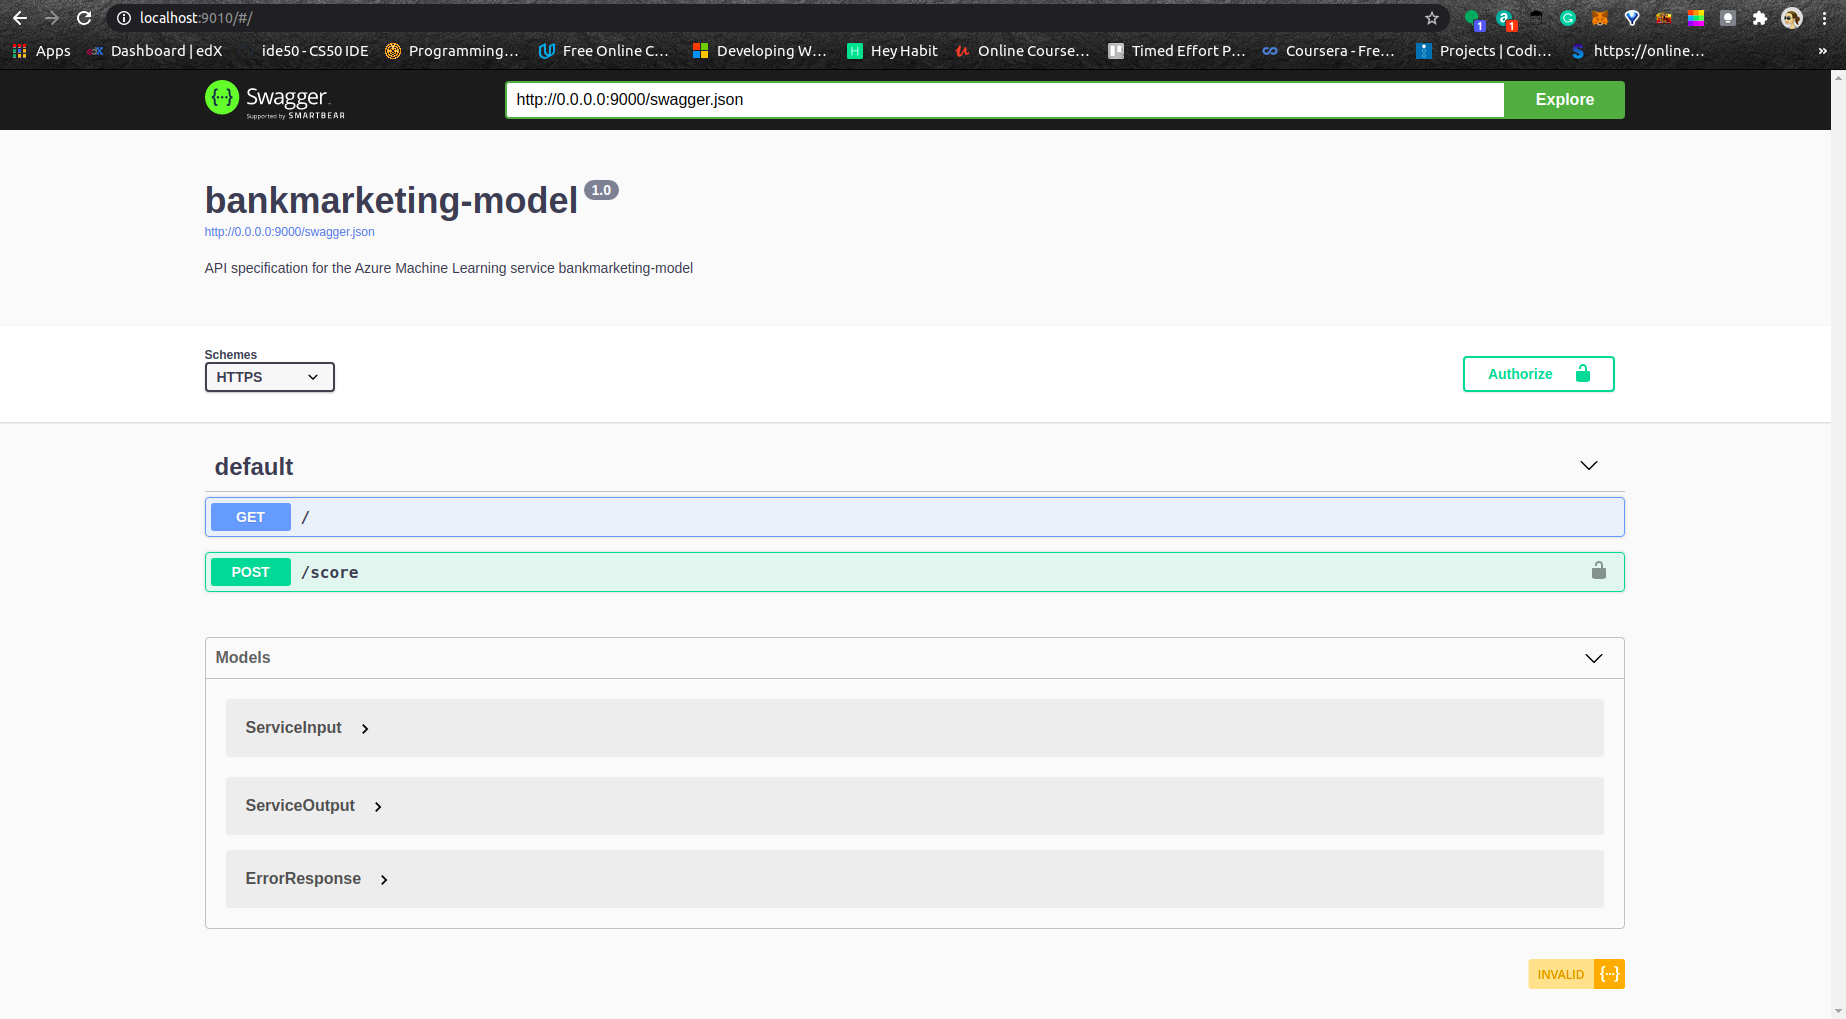 localhost:9010/#/
1
1
Apps
Dashboard | edX
ide50 - CS50 IDE
Programming...
Free Online C...
Developing W...
Hey Habit
Online Course...
Timed Effort P...
Coursera - Fre...
Projects | Codi...
https://online...
»
Swagger
Supported by SMARTBEAR
http://0.0.0.0:9000/swagger.json
Explore
bankmarketing-model 1.0
http://0.0.0.0:9000/swagger.json
API specification for the Azure Machine Learning service bankmarketing-model
Schemes
HTTPS
Authorize
default
GET /
POST /score
Models
ServiceInput
ServiceOutput
ErrorResponse
INVALID {...}